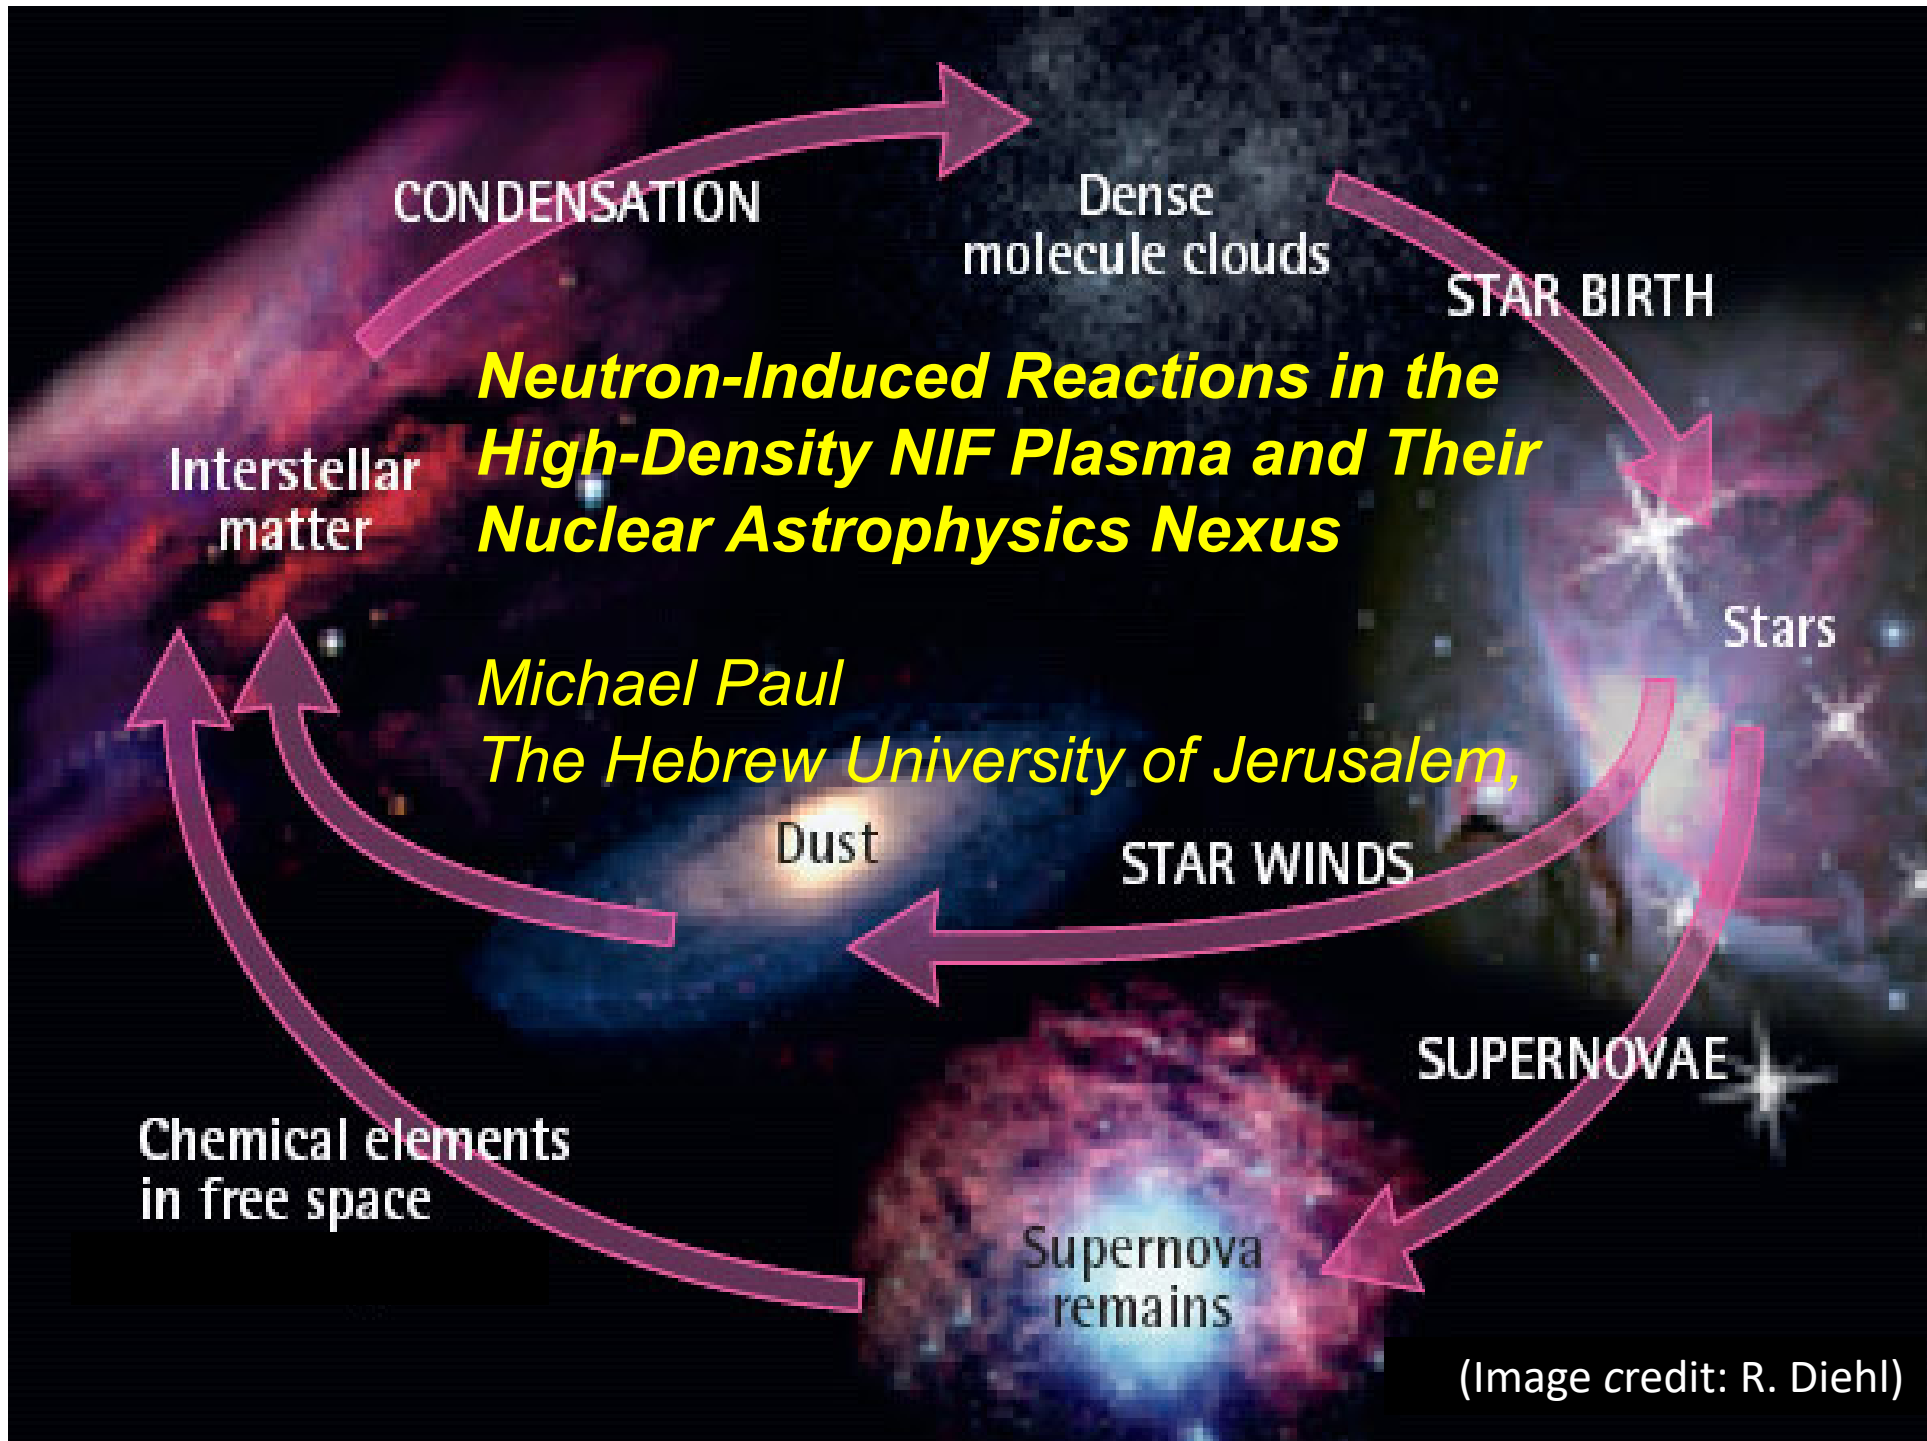 CONDENSATION
Dense
molecule clouds
STAR BIRTH
Neutron-Induced Reactions in the
High-Density NIF Plasma and Their
Nuclear Astrophysics Nexus
Interstellar
matter
Stars
Michael Paul
The Hebrew University of Jerusalem,
Dust
STAR WINDS
SUPERNOVAE
Chemical elements
in free space
Supernova
remains
(Image credit: R. Diehl)